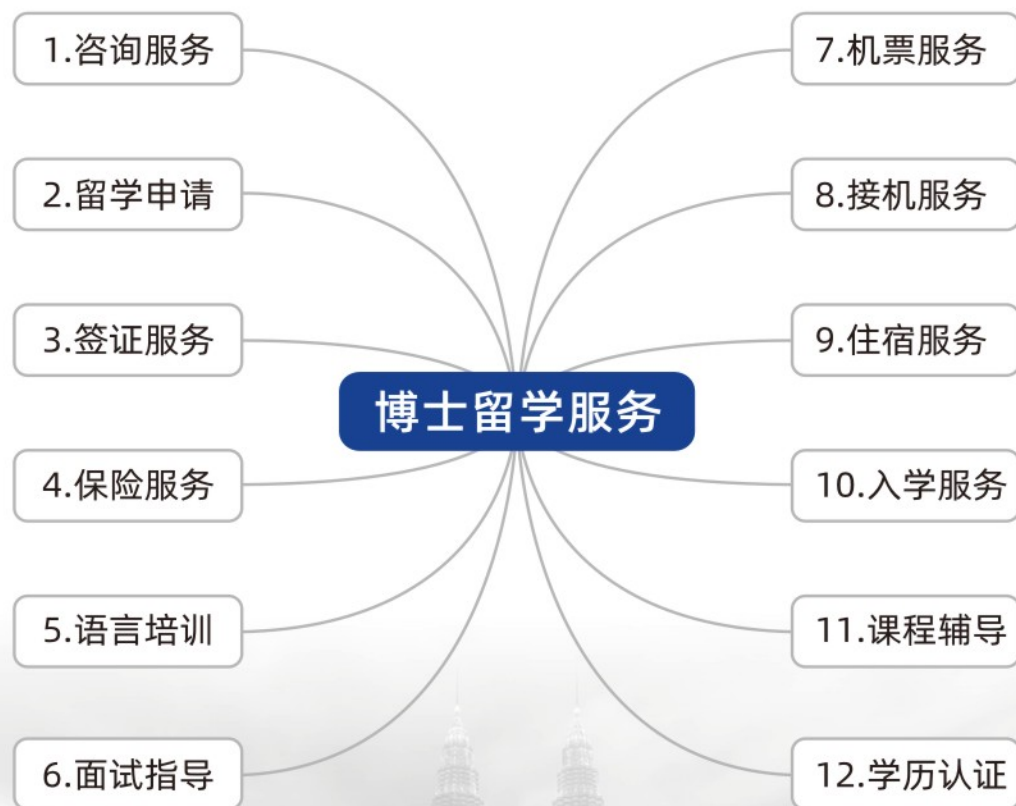 1.咨询服务
2.留学申请
3.签证服务
4.保险服务
5.语言培训
6.面试指导
博士留学服务
7.机票服务
8.接机服务
9.住宿服务
10.入学服务
11.课程辅导
12.学历认证